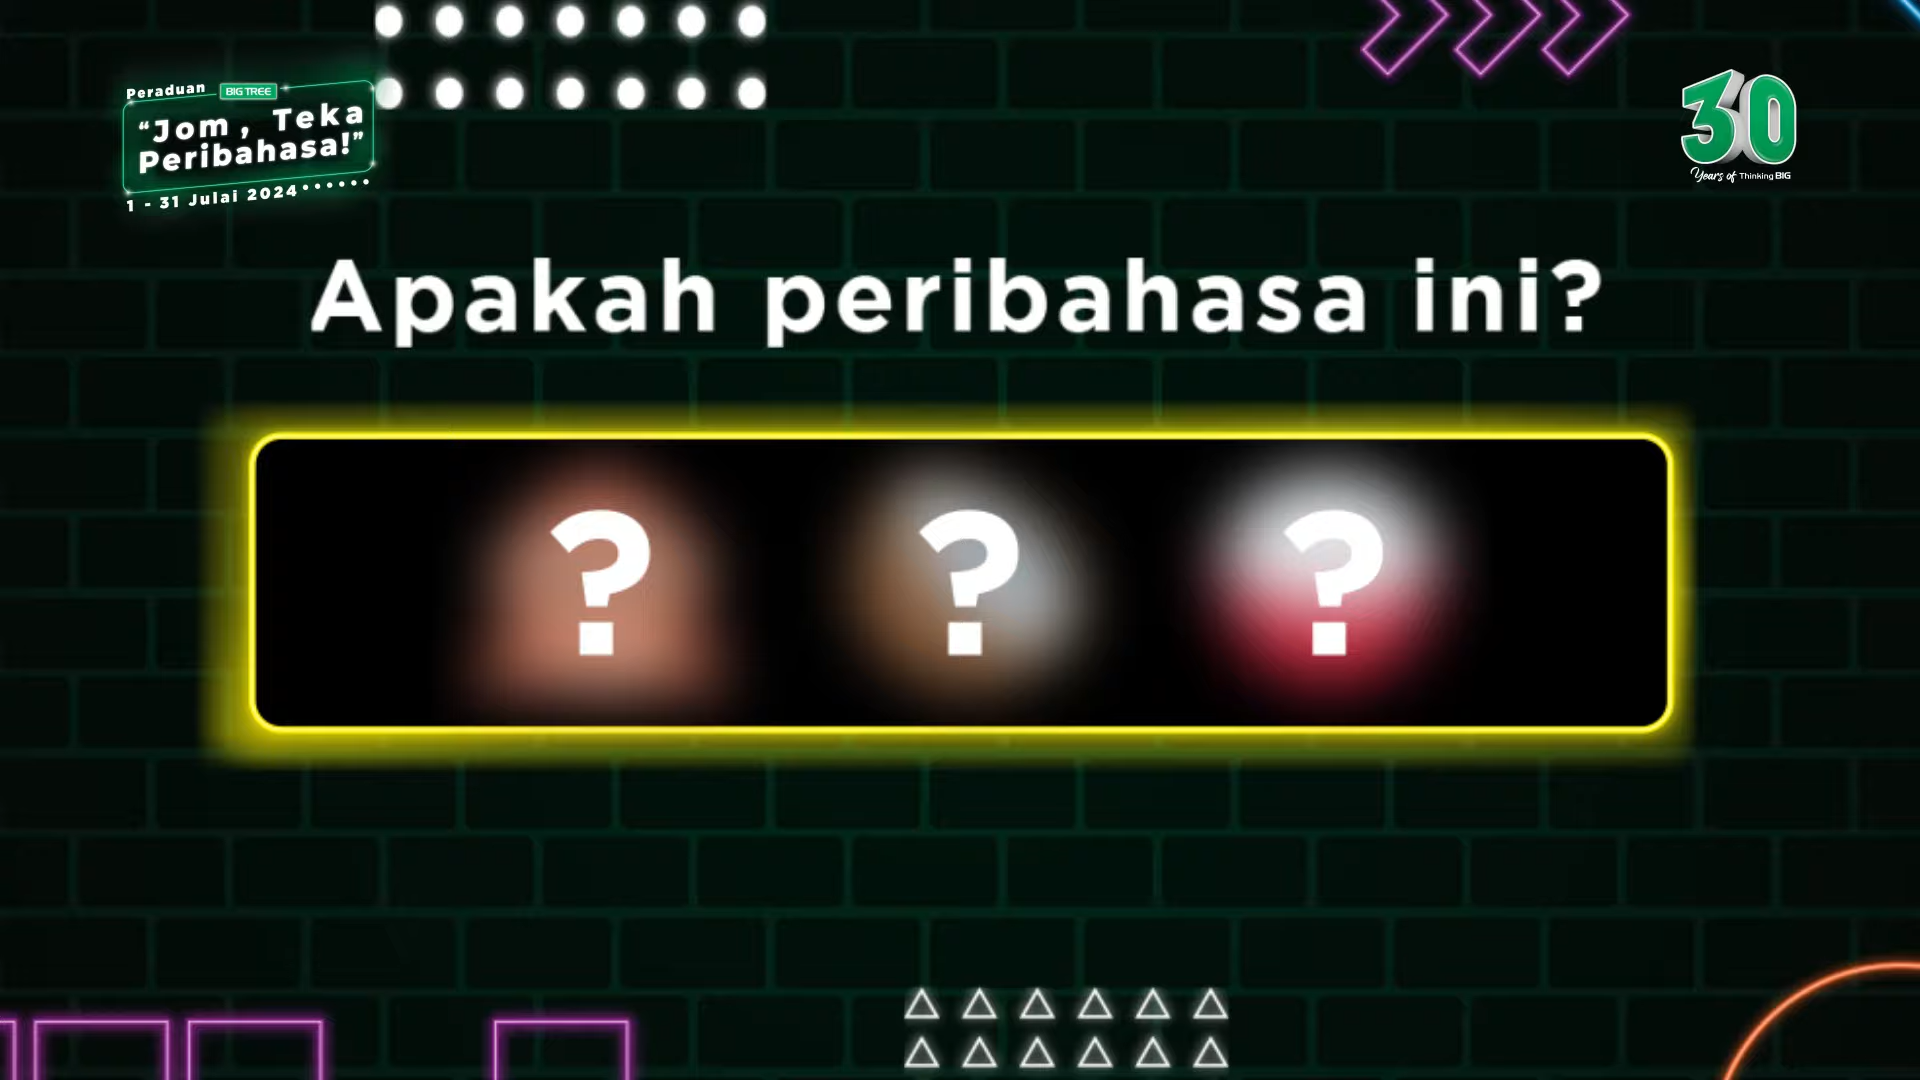 Peraduan BIG TREE
“Jom, Teka
Peribahasa!”
1 - 31 Julai 2024
30
Years of Thinking BIG
Apakah peribahasa ini?
? ? ?